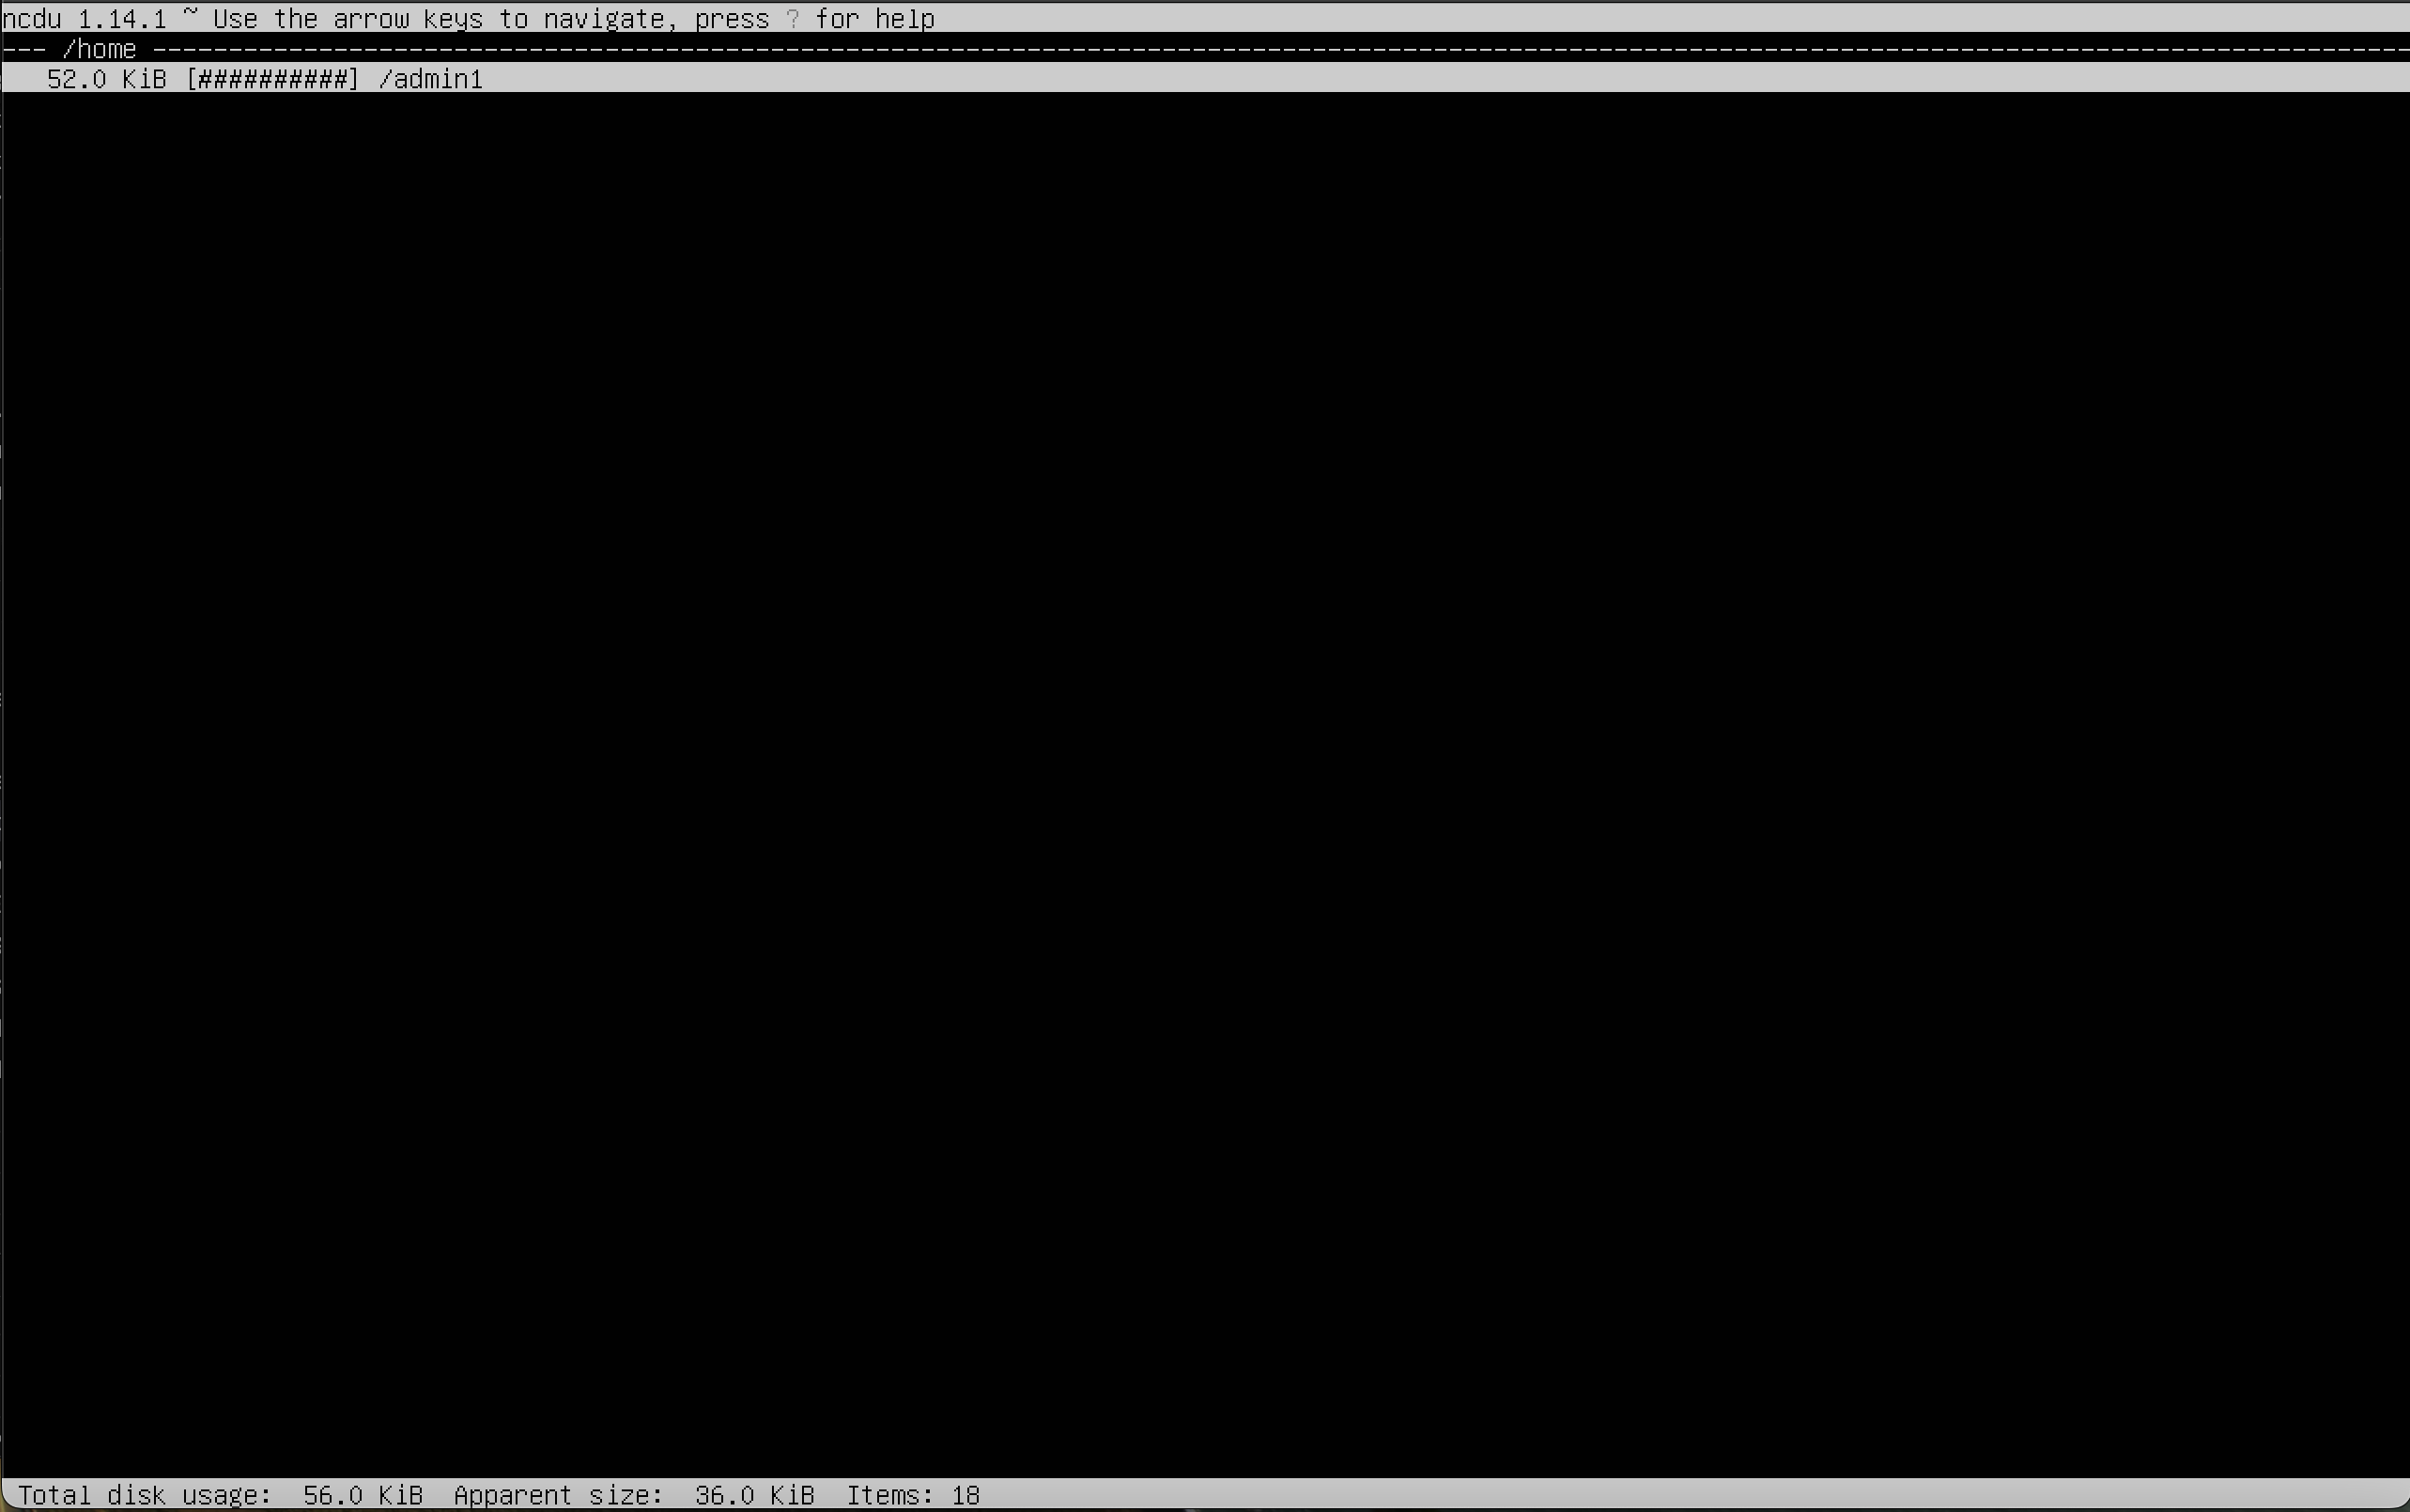 ncdu 1.14.1 ~ Use the arrow keys to navigate, press ? for help
--- /home ------------------------------------------------------------------------------------------------------------------------------------------------------
52.0 KiB [##########] /admin1
Total disk usage:  56.0 KiB  Apparent size:  36.0 KiB  Items: 18